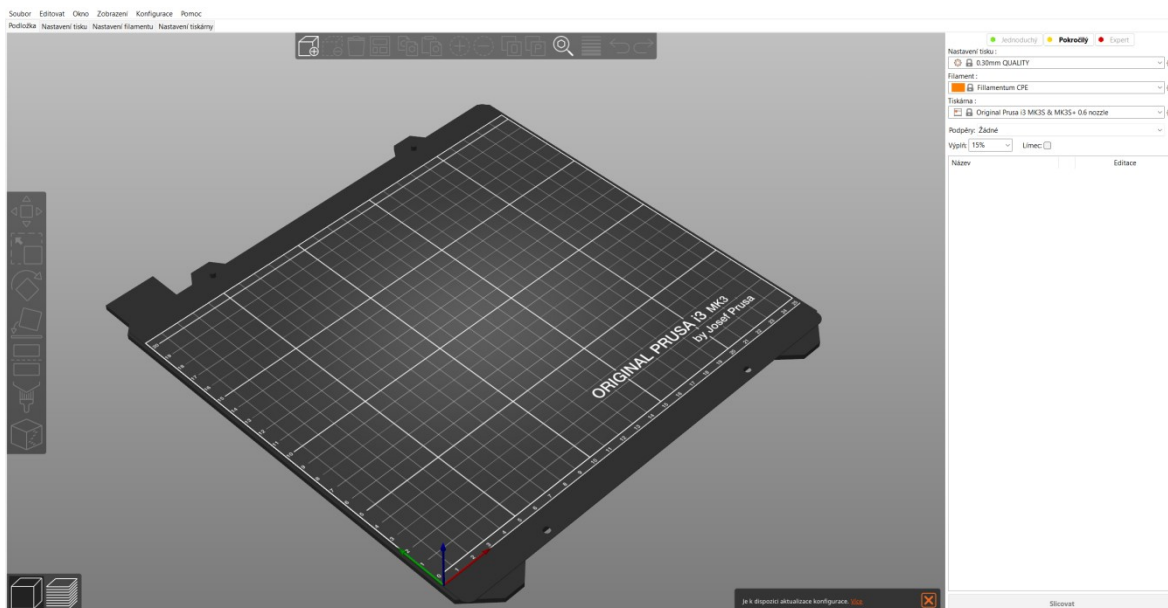 Soubor Editovat Okno Zobrazení Konfigurace Pomoc
Podložka Nastavení tisku Nastavení filamentu Nastavení tiskárny
Jednoduchý Pokročilý Expert
Nastavení tisku :
0.30mm QUALITY
Filament :
Fillamentum CPE
Tiskárna :
Original Prusa i3 MK3S & MK3S+ 0.6 nozzle
Podpěry: Žádné
Výplň: 15% Límec:
Název Editace
ORIGINAL PRUSA i3 MK3
by Josef Prusa
Je k dispozici aktualizace konfigurace. Více
Slicovat